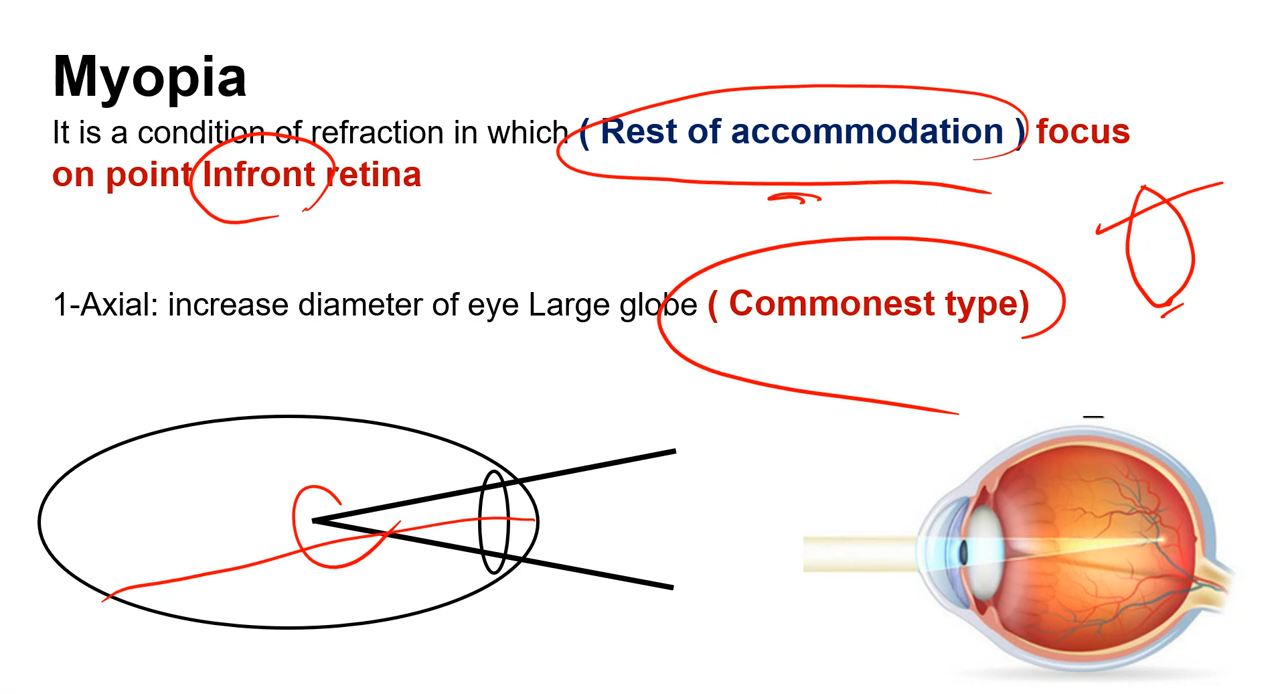 Myopia
It is a condition of refraction in which ( Rest of accommodation ) focus
on point Infront retina
1-Axial: increase diameter of eye Large globe ( Commonest type)